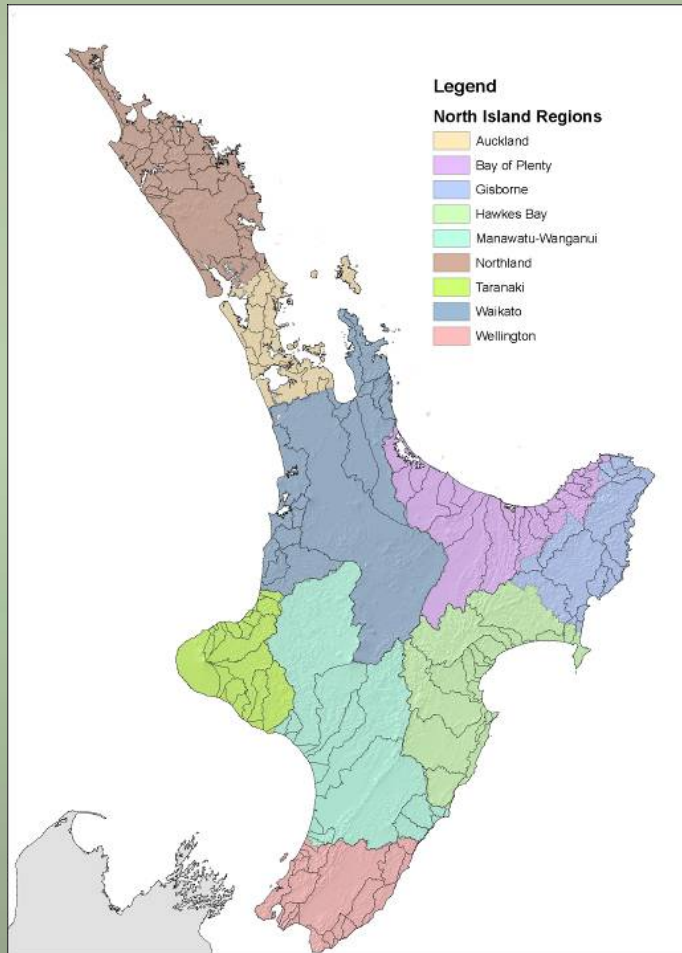 Legend
North Island Regions
Auckland
Bay of Plenty
Gisborne
Hawkes Bay
Manawatu-Wanganui
Northland
Taranaki
Waikato
Wellington